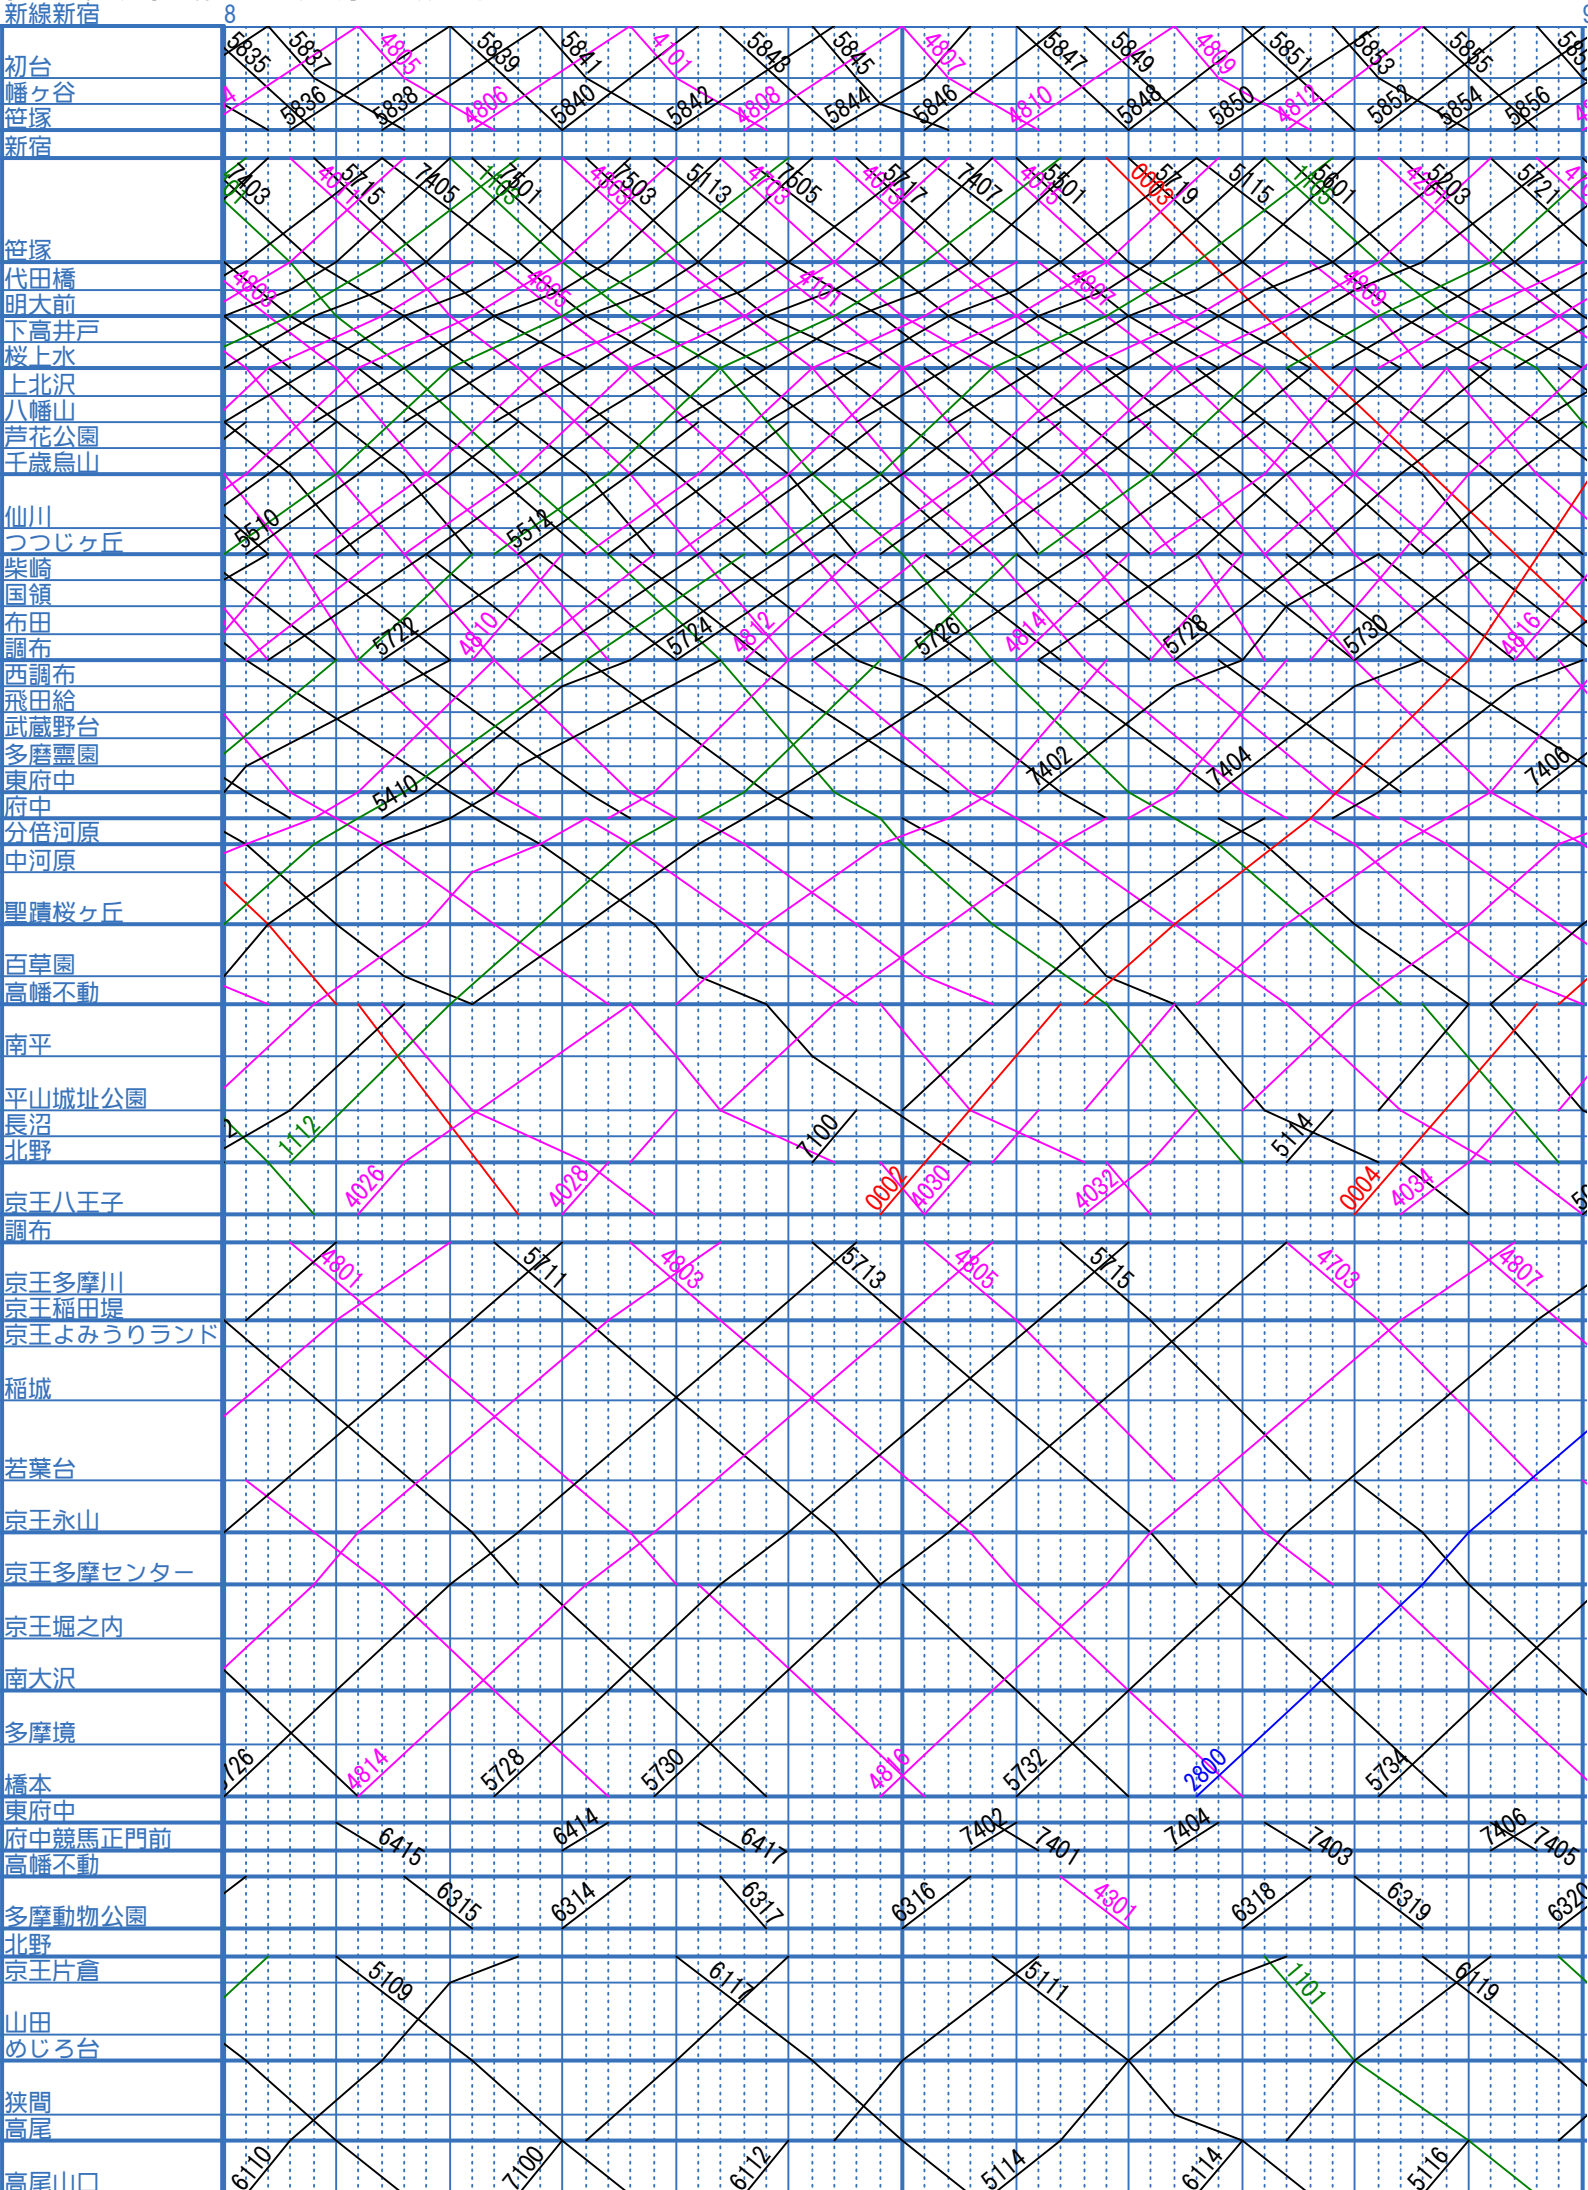 新線新宿 8
初台 5835 5837 4805 5839 5841 4101 5843 5845 4807 5847 5849 4809 5851 5853 5855
幡ヶ谷
笹塚 5836 5838 4806 5840 5842 4808 5844 5846 4810 5848 5850 4812 5852 5854 5856
新宿
7403 5715 7405 7501 7503 5113 4703 7505 5717 7407 5501 0003 5719 5115 5601 5203 5721
笹塚
代田橋
明大前 4805 4101 4807 4809
下高井戸
桜上水
上北沢
八幡山
芦花公園
千歳烏山
仙川 5510 5512
つつじヶ丘
柴崎
国領
布田 5722 4810 5724 4812 5726 4814 5728 5730 4816
調布
西調布
飛田給
武蔵野台
多磨霊園 7402 7404 7406
東府中 5410
府中
分倍河原
中河原
聖蹟桜ヶ丘
百草園
高幡不動
南平
平山城址公園
長沼 1112 7100 5114
北野
京王八王子 4026 4028 0002 4030 4032 0004 4034
調布
京王多摩川 4801 5711 4803 5713 4805 5715 4703 4807
京王稲田堤
京王よみうりランド
稲城
若葉台
京王永山
京王多摩センター
京王堀之内
南大沢
多摩境
橋本 4814 5728 5730 4816 5732 2800 5734
東府中
府中競馬正門前 6415 6414 6417 7402 7401 7404 7403 7406 7405
高幡不動
多摩動物公園 6315 6314 6317 6316 4301 6318 6319 6320
北野
京王片倉 5109 6117 5111 1101 6119
山田
めじろ台
狭間
高尾
高尾山口 6110 7100 6112 5114 6114 5116